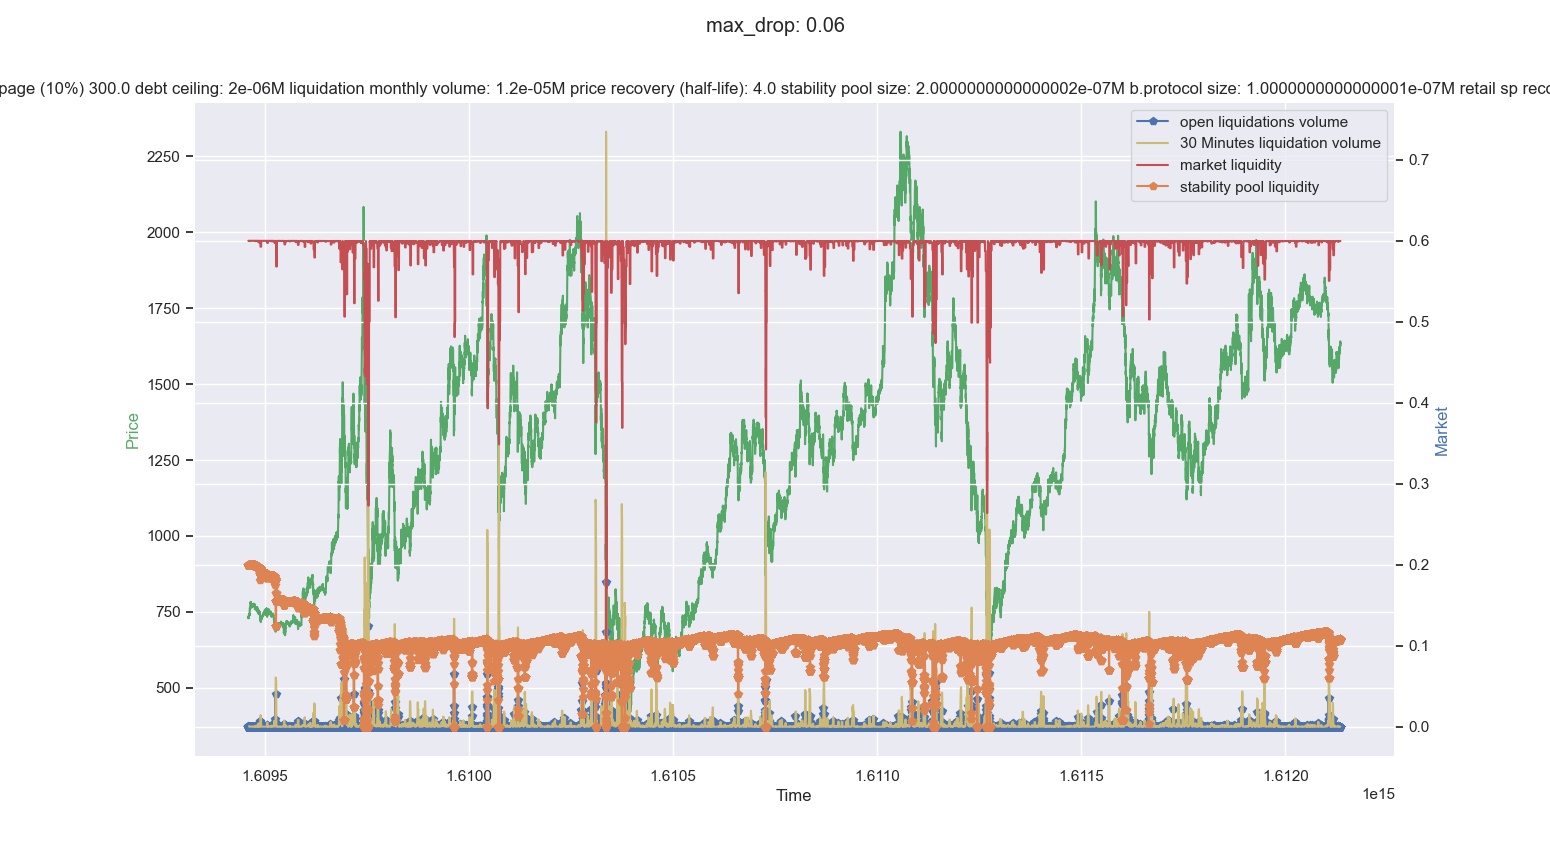 max_drop: 0.06
page (10%) 300.0 debt ceiling: 2e-06M liquidation monthly volume: 1.2e-05M price recovery (half-life): 4.0 stability pool size: 2.0000000000000002e-07M b.protocol size: 1.0000000000000001e-07M retail sp reco
open liquidations volume
30 Minutes liquidation volume
market liquidity
stability pool liquidity
2250
2000
1750
1500
1250
1000
750
500
Price
0.7
0.6
0.5
0.4
0.3
0.2
0.1
0.0
Market
1.6095
1.6100
1.6105
1.6110
1.6115
1.6120
1e15
Time